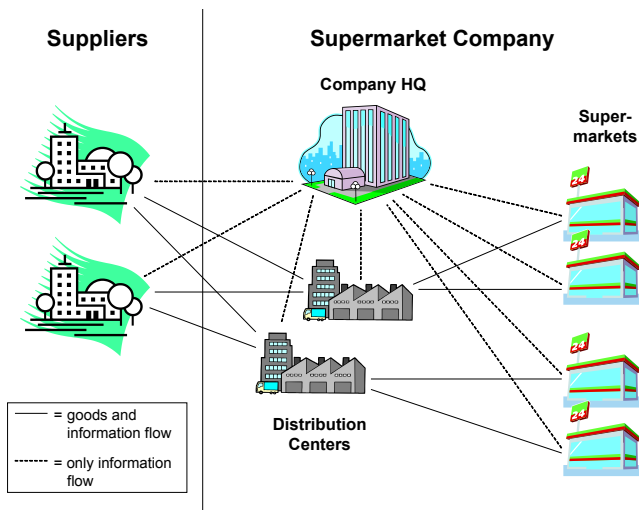 Suppliers
Supermarket Company
Company HQ
Super-
markets
24
24
24
24
Distribution
Centers
= goods and
information flow
= only information
flow